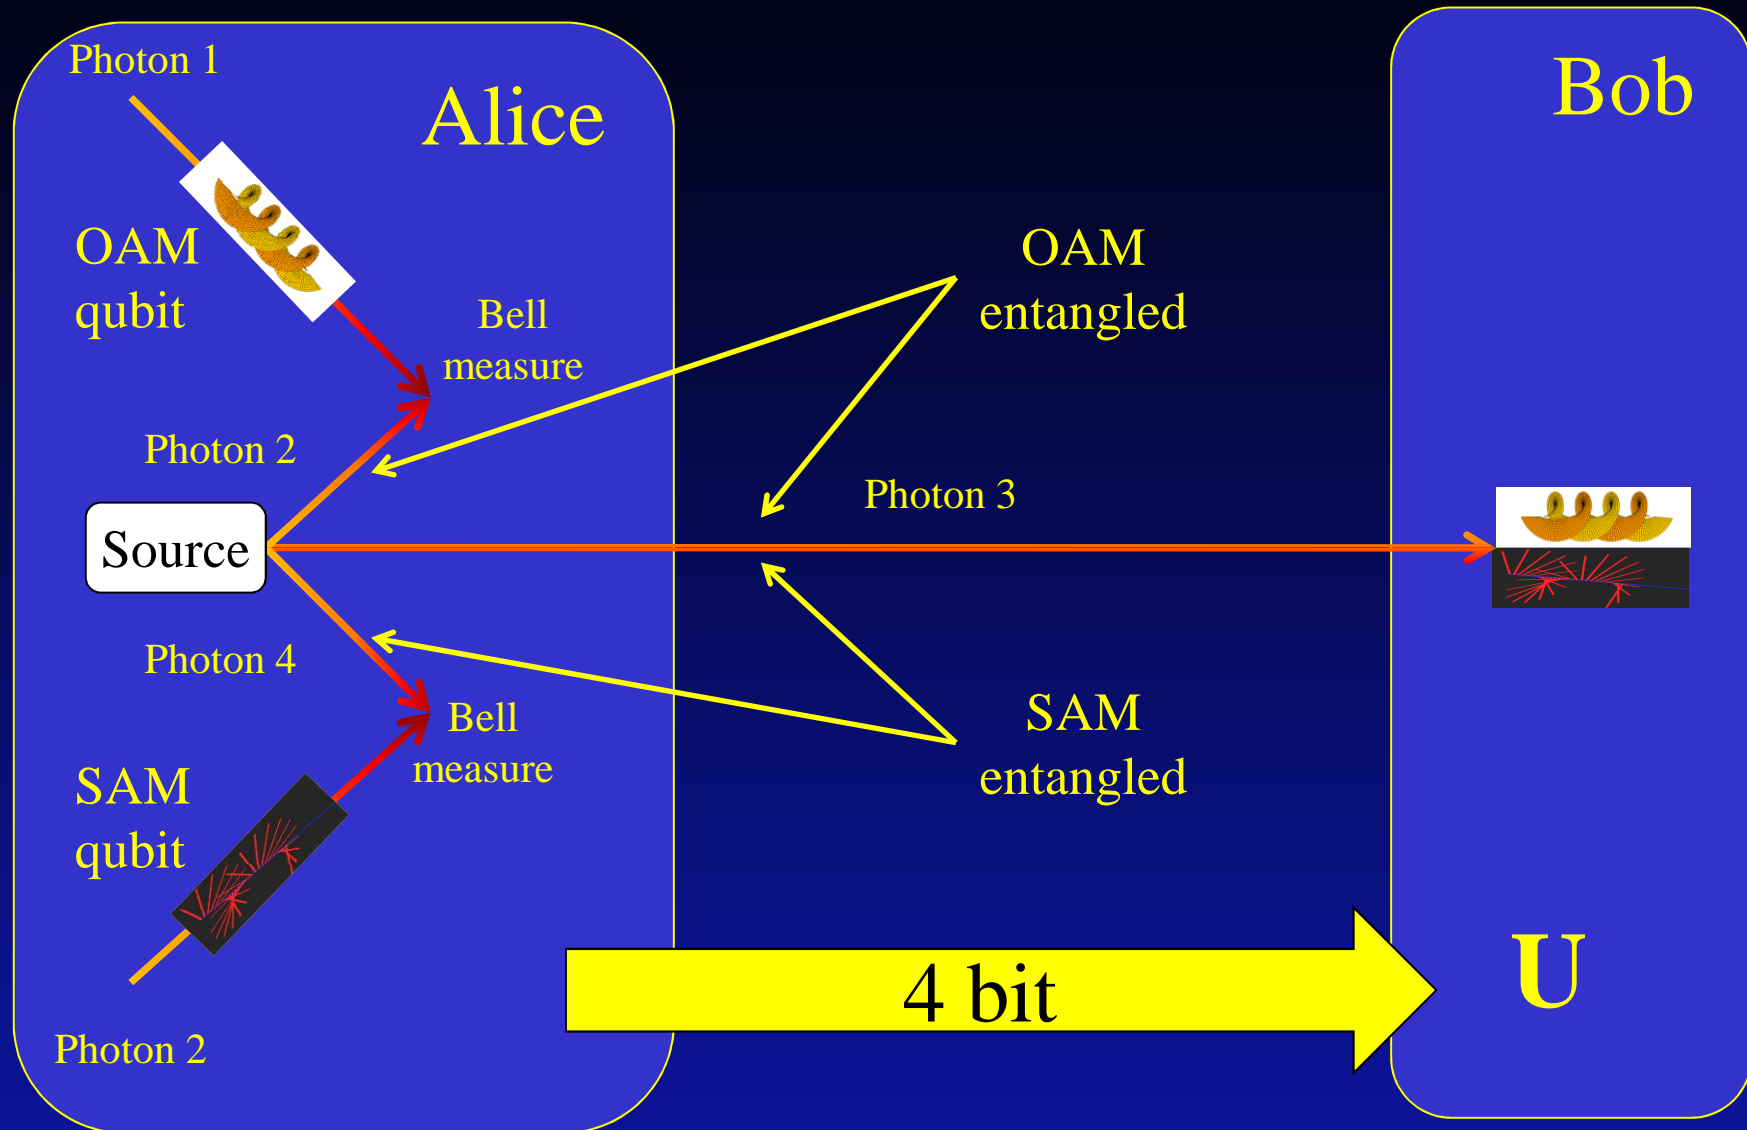 Photon 1
Alice
Bob
OAM
qubit
Bell
measure
OAM
entangled
Photon 2
Photon 3
Source
Photon 4
Bell
measure
SAM
entangled
SAM
qubit
U
4 bit
Photon 2